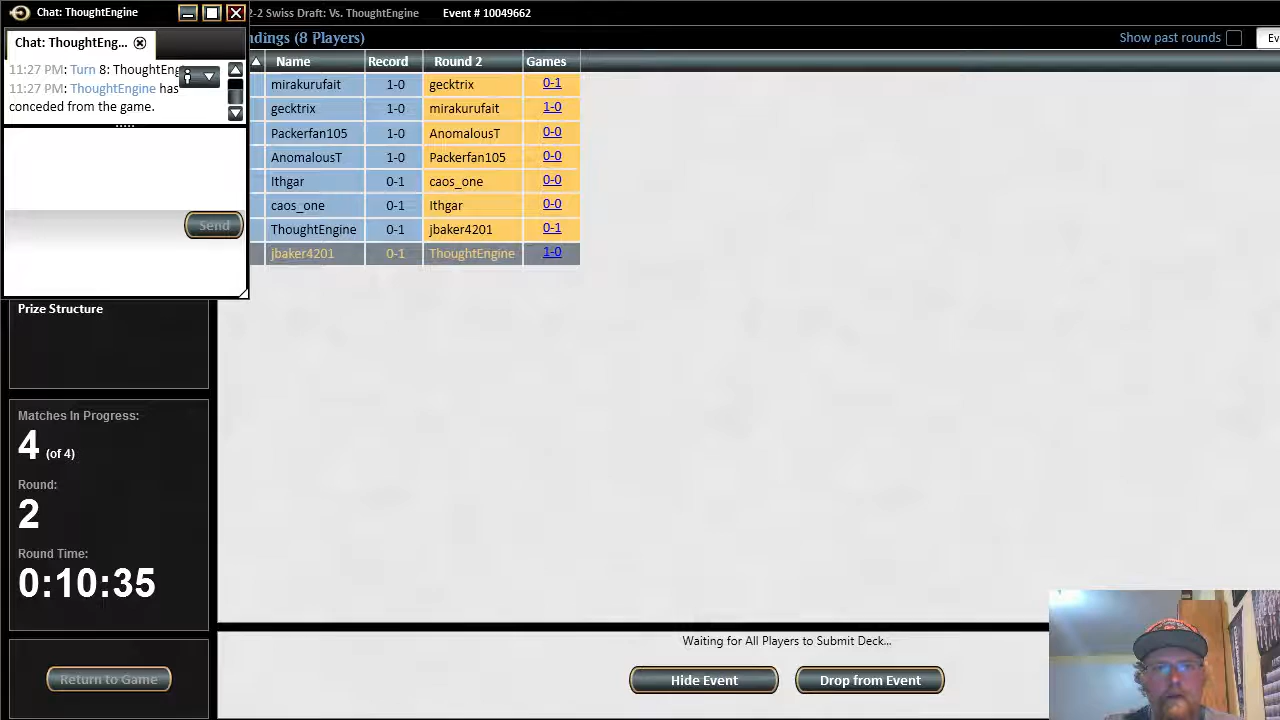 Chat: ThoughtEngine
2-2 Swiss Draft: Vs. ThoughtEngine
Event # 10049662
Chat: ThoughtEng...
dings (8 Players)
Show past rounds
11:27 PM: Turn 8: ThoughtEng
11:27 PM: ThoughtEngine has
conceded from the game.
Send
Name Record Round 2 Games
mirakurufait 1-0 gecktrix 0-1
gecktrix 1-0 mirakurufait 1-0
Packerfan105 1-0 AnomalousT 0-0
AnomalousT 1-0 Packerfan105 0-0
Ithgar 0-1 caos_one 0-0
caos_one 0-1 Ithgar 0-0
ThoughtEngine 0-1 jbaker4201 0-1
jbaker4201 0-1 ThoughtEngine 1-0
Prize Structure
Matches In Progress:
4 (of 4)
Round:
2
Round Time:
0:10:35
Return to Game
Waiting for All Players to Submit Deck...
Hide Event
Drop from Event